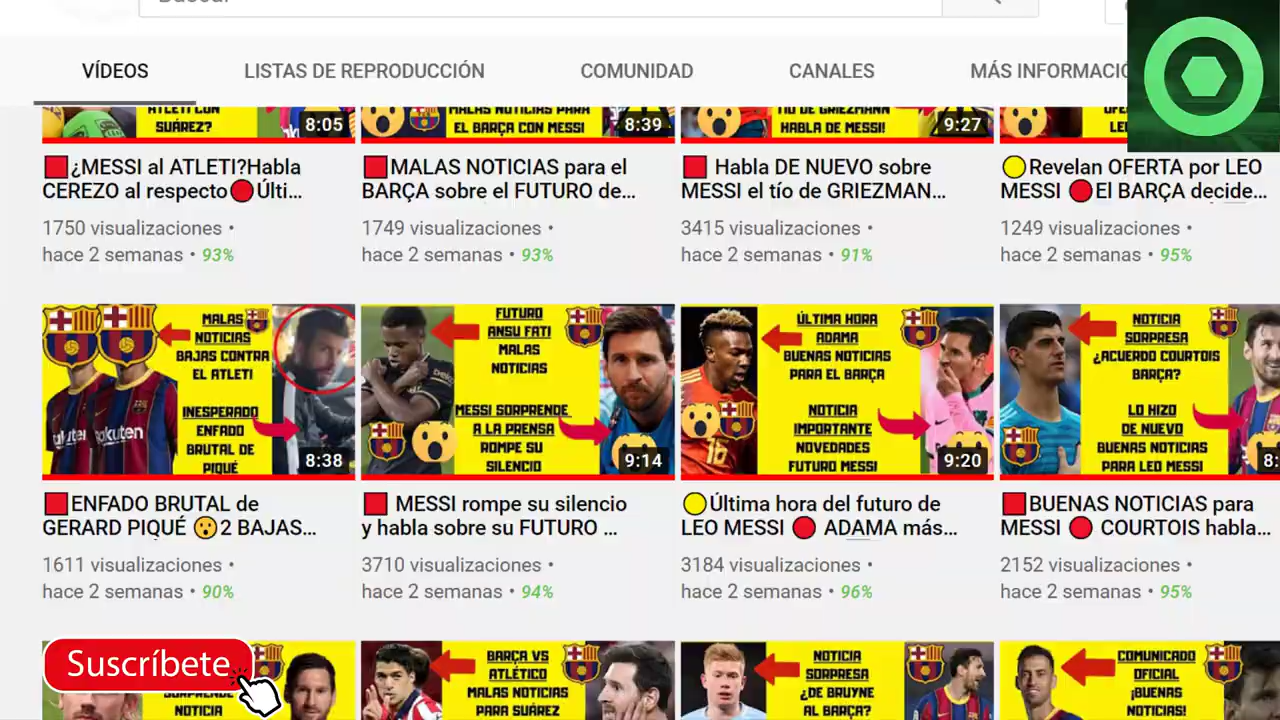 VÍDEOS
LISTAS DE REPRODUCCIÓN
COMUNIDAD
CANALES
MÁS INFORMACIÓ
ATLETI CON
SUÁREZ?
8:05
MALAS NOTICIAS PARA
EL BARÇA CON MESSI
8:39
TÍO DE GRIEZMANN
HABLA DE MESSI!
9:27
🟥¿MESSI al ATLETI?Habla
CEREZO al respecto🔴Últi...
1750 visualizaciones •
hace 2 semanas • 93%
🟥MALAS NOTICIAS para el
BARÇA sobre el FUTURO de...
1749 visualizaciones •
hace 2 semanas • 93%
🟥 Habla DE NUEVO sobre
MESSI el tío de GRIEZMAN...
3415 visualizaciones •
hace 2 semanas • 91%
🟡Revelan OFERTA por LEO
MESSI 🔴El BARÇA decide...
1249 visualizaciones •
hace 2 semanas • 95%
MALAS
NOTICIAS
BAJAS CONTRA
EL ATLETI
INESPERADO
ENFADO
BRUTAL DE
PIQUÉ
8:38
FUTURO
ANSU FATI
MALAS
NOTICIAS
MESSI SORPRENDE
A LA PRENSA
ROMPE SU
SILENCIO
9:14
ÚLTIMA HORA
ADAMA
BUENAS NOTICIAS
PARA EL BARÇA
NOTICIA
IMPORTANTE
NOVEDADES
FUTURO MESSI
16
9:20
NOTICIA
SORPRESA
¿ACUERDO COURTOIS
BARÇA?
LO HIZO
DE NUEVO
BUENAS NOTICIAS
PARA LEO MESSI
8:
🟥ENFADO BRUTAL de
GERARD PIQUÉ 😮2 BAJAS...
1611 visualizaciones •
hace 2 semanas • 90%
🟥 MESSI rompe su silencio
y habla sobre su FUTURO ...
3710 visualizaciones •
hace 2 semanas • 94%
🟡Última hora del futuro de
LEO MESSI 🔴 ADAMA más...
3184 visualizaciones •
hace 2 semanas • 96%
🟥BUENAS NOTICIAS para
MESSI 🔴 COURTOIS habla...
2152 visualizaciones •
hace 2 semanas • 95%
Suscríbete
SORPRENDE
NOTICIA
BARÇA VS
ATLÉTICO
MALAS NOTICIAS
PARA SUÁREZ
NOTICIA
SORPRESA
¿DE BRUYNE
AL BARÇA?
COMUNICADO
OFICIAL
¡BUENAS
NOTICIAS!